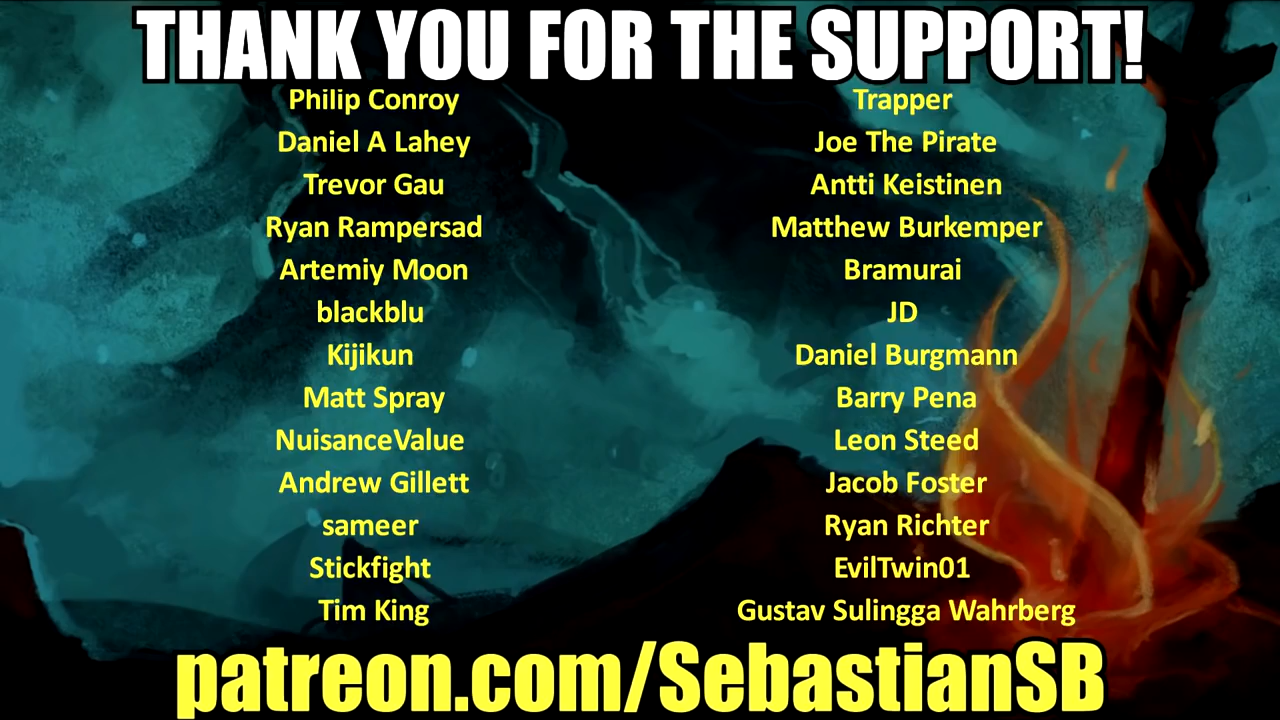 THANK YOU FOR THE SUPPORT!
Philip Conroy
Daniel A Lahey
Trevor Gau
Ryan Rampersad
Artemiy Moon
blackblu
Kijikun
Matt Spray
NuisanceValue
Andrew Gillett
sameer
Stickfight
Tim King
Trapper
Joe The Pirate
Antti Keistinen
Matthew Burkemper
Bramurai
JD
Daniel Burgmann
Barry Pena
Leon Steed
Jacob Foster
Ryan Richter
EvilTwin01
Gustav Sulingga Wahrberg
patreon.com/SebastianSB